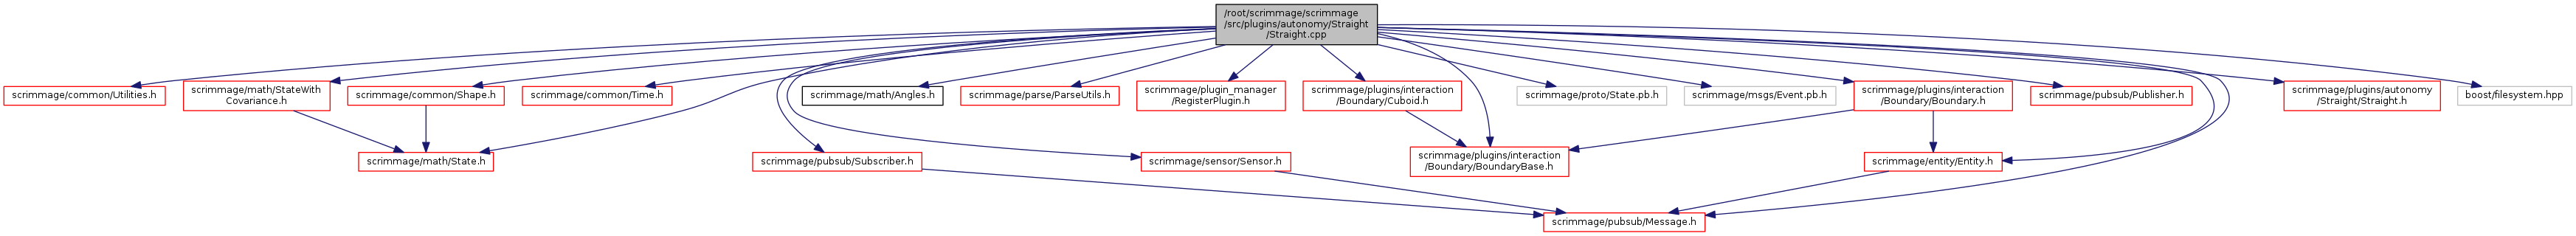 /root/scrimmage/scrimmage
/src/plugins/autonomy/Straight
/Straight.cpp
scrimmage/common/Utilities.h
scrimmage/math/StateWith
Covariance.h
scrimmage/common/Shape.h
scrimmage/common/Time.h
scrimmage/math/Angles.h
scrimmage/parse/ParseUtils.h
scrimmage/plugin_manager
/RegisterPlugin.h
scrimmage/plugins/interaction
/Boundary/Cuboid.h
scrimmage/proto/State.pb.h
scrimmage/msgs/Event.pb.h
scrimmage/plugins/interaction
/Boundary/Boundary.h
scrimmage/pubsub/Publisher.h
scrimmage/plugins/autonomy
/Straight/Straight.h
boost/filesystem.hpp
scrimmage/math/State.h
scrimmage/pubsub/Subscriber.h
scrimmage/sensor/Sensor.h
scrimmage/plugins/interaction
/Boundary/BoundaryBase.h
scrimmage/entity/Entity.h
scrimmage/pubsub/Message.h